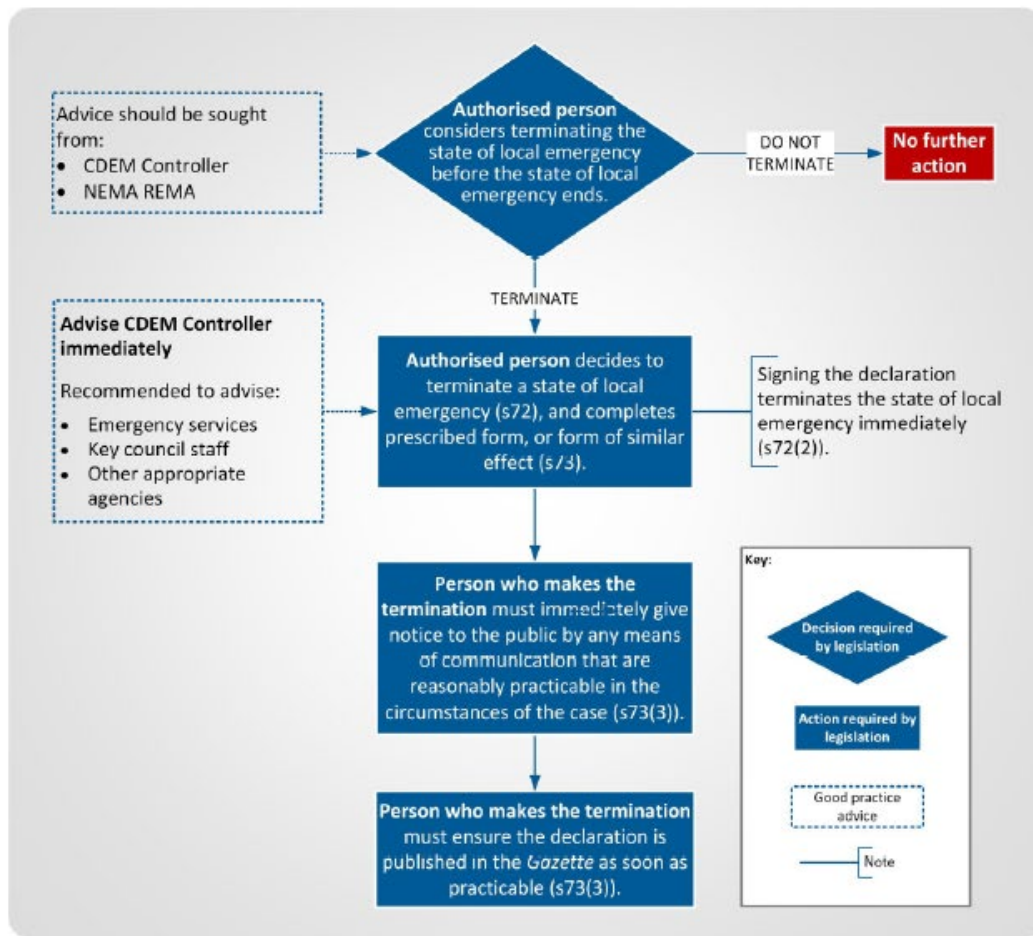 Advice should be sought
from:
• CDEM Controller
• NEMA REMA
Authorised person
considers terminating the
state of local emergency
before the state of local
emergency ends.
DO NOT
TERMINATE
No further
action
TERMINATE
Advise CDEM Controller
immediately
Recommended to advise:
• Emergency services
• Key council staff
• Other appropriate
agencies
Authorised person decides to
terminate a state of local
emergency (s72), and completes
prescribed form, or form of similar
effect (s73).
Signing the declaration
terminates the state of local
emergency immediately
(s72(2)).
Person who makes the
termination must immediately give
notice to the public by any means
of communication that are
reasonably practicable in the
circumstances of the case (s73(3)).
Person who makes the termination
must ensure the declaration is
published in the Gazette as soon as
practicable (s73(3)).
Key:
Decision required
by legislation
Action required by
legislation
Good practice
advice
Note